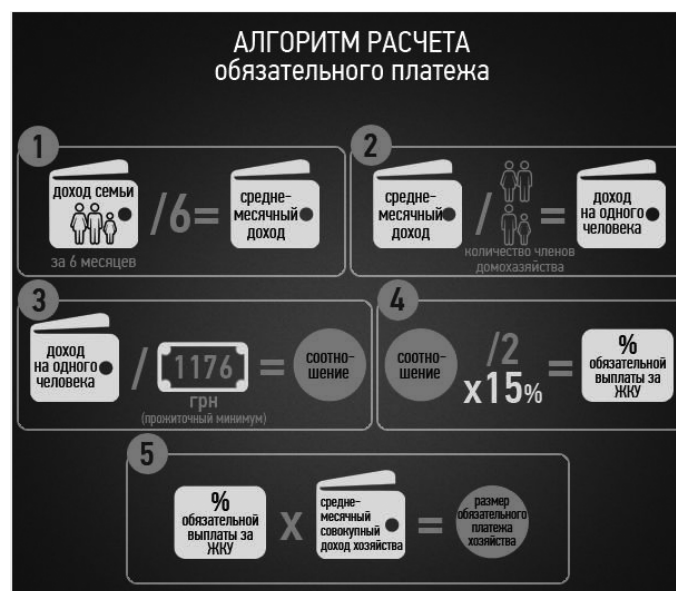 АЛГОРИТМ РАСЧЕТА
обязательного платежа
1
доход семьи
за 6 месяцев
/6=
средне-
месячный
доход
2
средне-
месячный
доход
/
количество членов
домохазяйства
=
доход
на одного
человека
3
доход
на одного
человека
/
1176
грн
(прожиточный минимум)
=
соотно-
шение
4
соотно-
шение
/2
x15%
=
%
обязательной
выплаты за
ЖКУ
5
%
обязательной
выплаты за
ЖКУ
x
средне-
месячный
совокупный
доход хозяйства
=
размер
обязательного
платежа
хозяйства